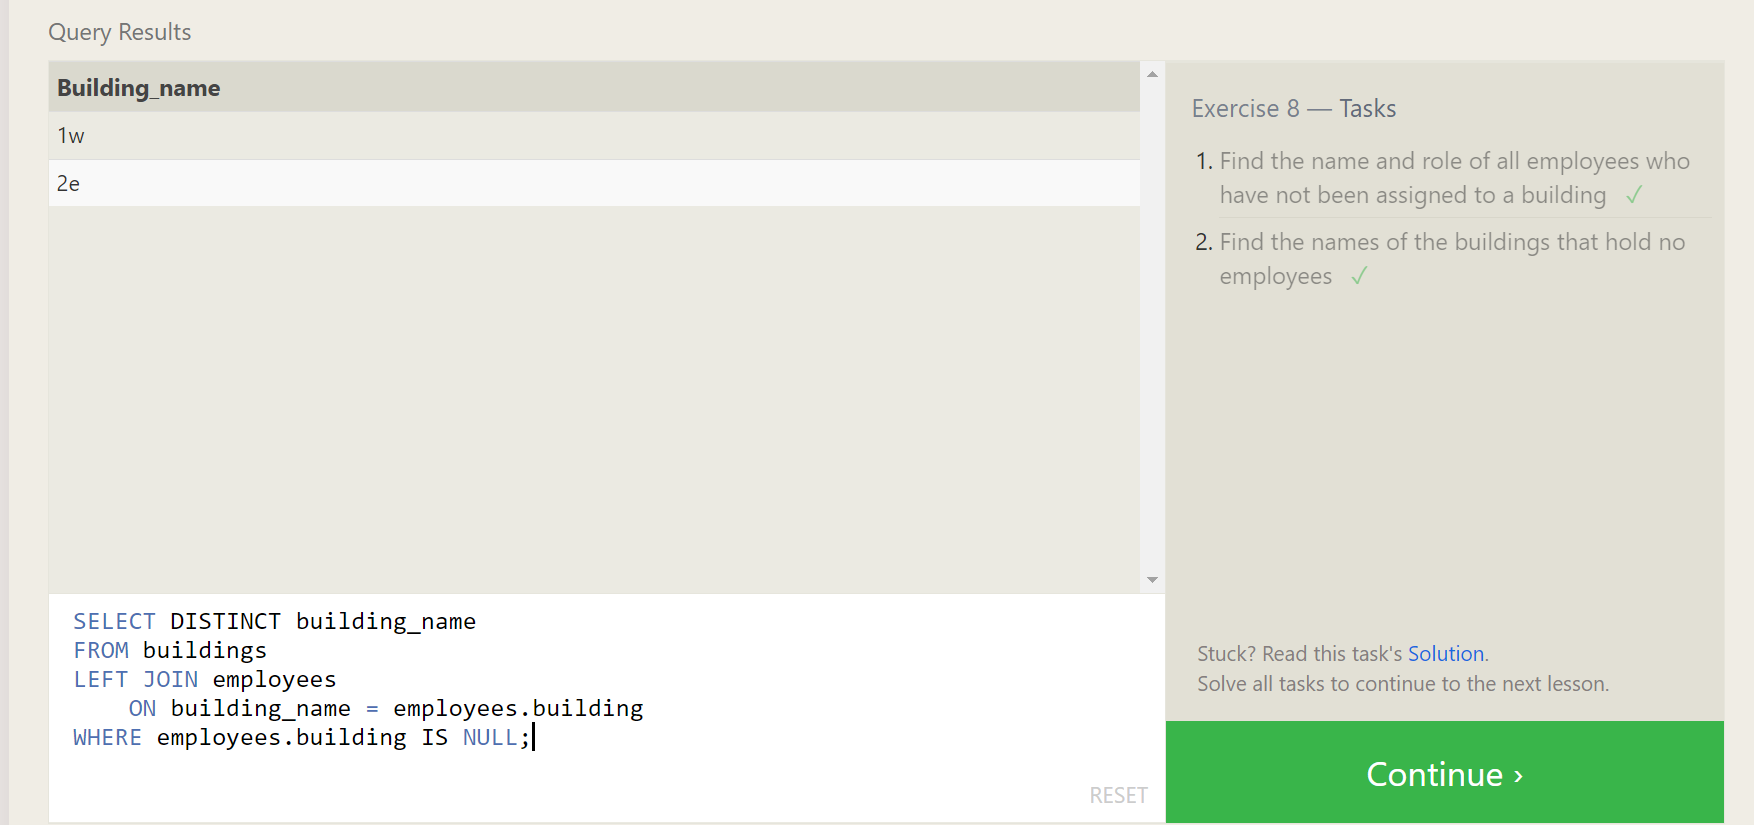 Query Results
Building_name
1w
2e
SELECT DISTINCT building_name
FROM buildings
LEFT JOIN employees
    ON building_name = employees.building
WHERE employees.building IS NULL;
RESET
Exercise 8 — Tasks
1. Find the name and role of all employees who
have not been assigned to a building ✓
2. Find the names of the buildings that hold no
employees ✓
Stuck? Read this task's Solution.
Solve all tasks to continue to the next lesson.
Continue ›